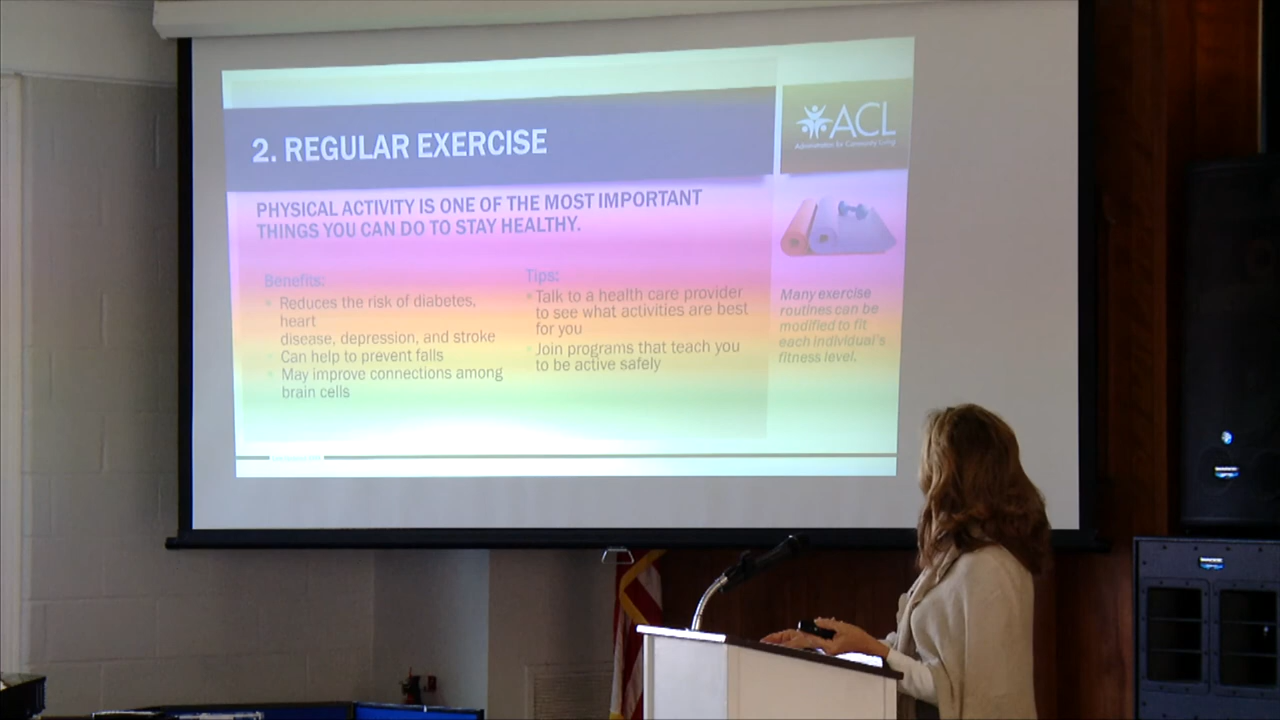 2. REGULAR EXERCISE
ACL
Administration for Community Living
PHYSICAL ACTIVITY IS ONE OF THE MOST IMPORTANT
THINGS YOU CAN DO TO STAY HEALTHY.
Benefits:
Reduces the risk of diabetes,
heart
disease, depression, and stroke
Can help to prevent falls
May improve connections among
brain cells
Tips:
Talk to a health care provider
to see what activities are best
for you
Join programs that teach you
to be active safely
Many exercise
routines can be
modified to fit
each individual's
fitness level.